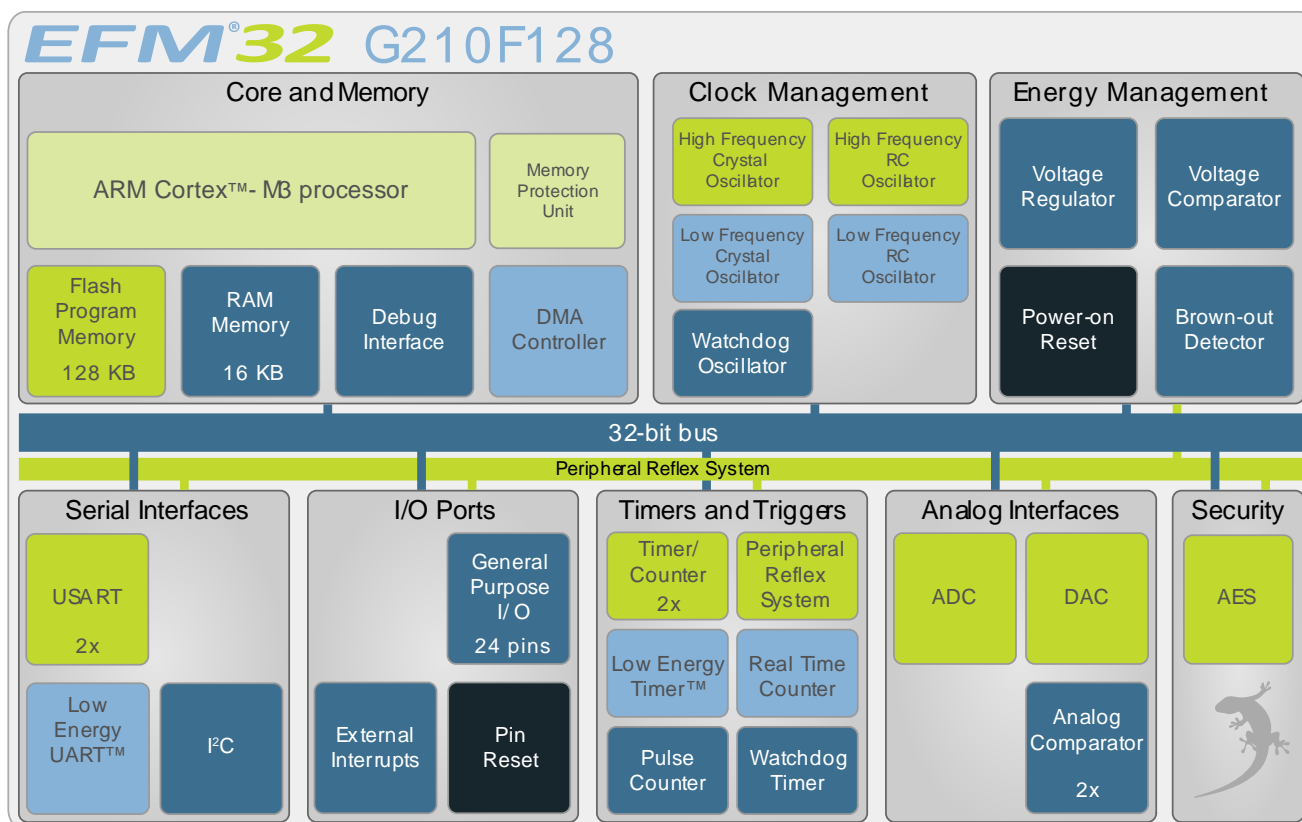 EFM®32 G210F128
Core and Memory
ARM Cortex™- M3 processor
Memory
Protection
Unit
Flash
Program
Memory
128 KB
RAM
Memory
16 KB
Debug
Interface
DMA
Controller
Clock Management
High Frequency
Crystal
Oscillator
High Frequency
RC
Oscillator
Low Frequency
Crystal
Oscillator
Low Frequency
RC
Oscillator
Watchdog
Oscillator
Energy Management
Voltage
Regulator
Voltage
Comparator
Power-on
Reset
Brown-out
Detector
32-bit bus
Peripheral Reflex System
Serial Interfaces
USART
2x
Low
Energy
UART™
I²C
I/O Ports
General
Purpose
I/O
24 pins
External
Interrupts
Pin
Reset
Timers and Triggers
Timer/
Counter
2x
Peripheral
Reflex
System
Low Energy
Timer™
Real Time
Counter
Pulse
Counter
Watchdog
Timer
Analog Interfaces
ADC
DAC
Analog
Comparator
2x
Security
AES